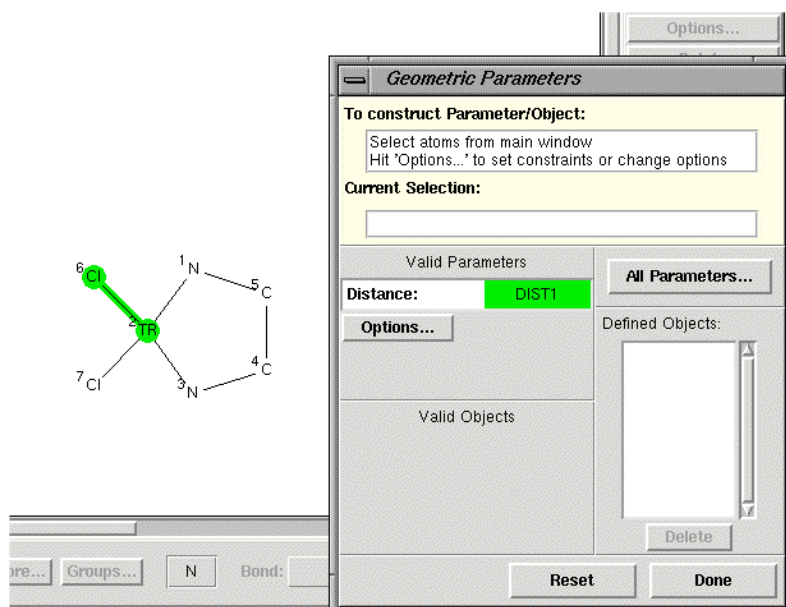 Options...
Geometric Parameters
To construct Parameter/Object:
Select atoms from main window
Hit 'Options...' to set constraints or change options
Current Selection:
Valid Parameters
Distance: DIST1
Options...
All Parameters...
Defined Objects:
Valid Objects
Delete
Reset
Done
6 Cl
1 N
5 C
2 TR
4 C
7 Cl
3 N
Groups...
N
Bond: